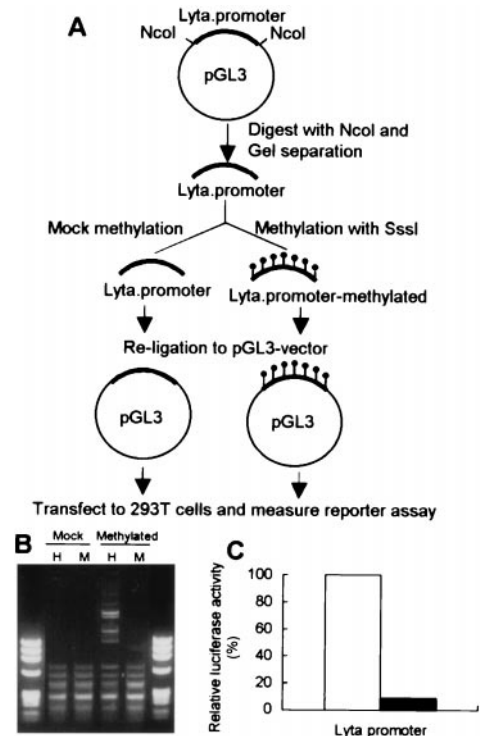 A
Lyta.promoter
NcoI NcoI
pGL3
Digest with NcoI and
Gel separation
Lyta.promoter
Mock methylation Methylation with SssI
Lyta.promoter Lyta.promoter-methylated
Re-ligation to pGL3-vector
pGL3 pGL3
Transfect to 293T cells and measure reporter assay
B
Mock Methylated
H M H M
C
Relative luciferase activity
(%)
100
80
60
40
20
0
Lyta promoter